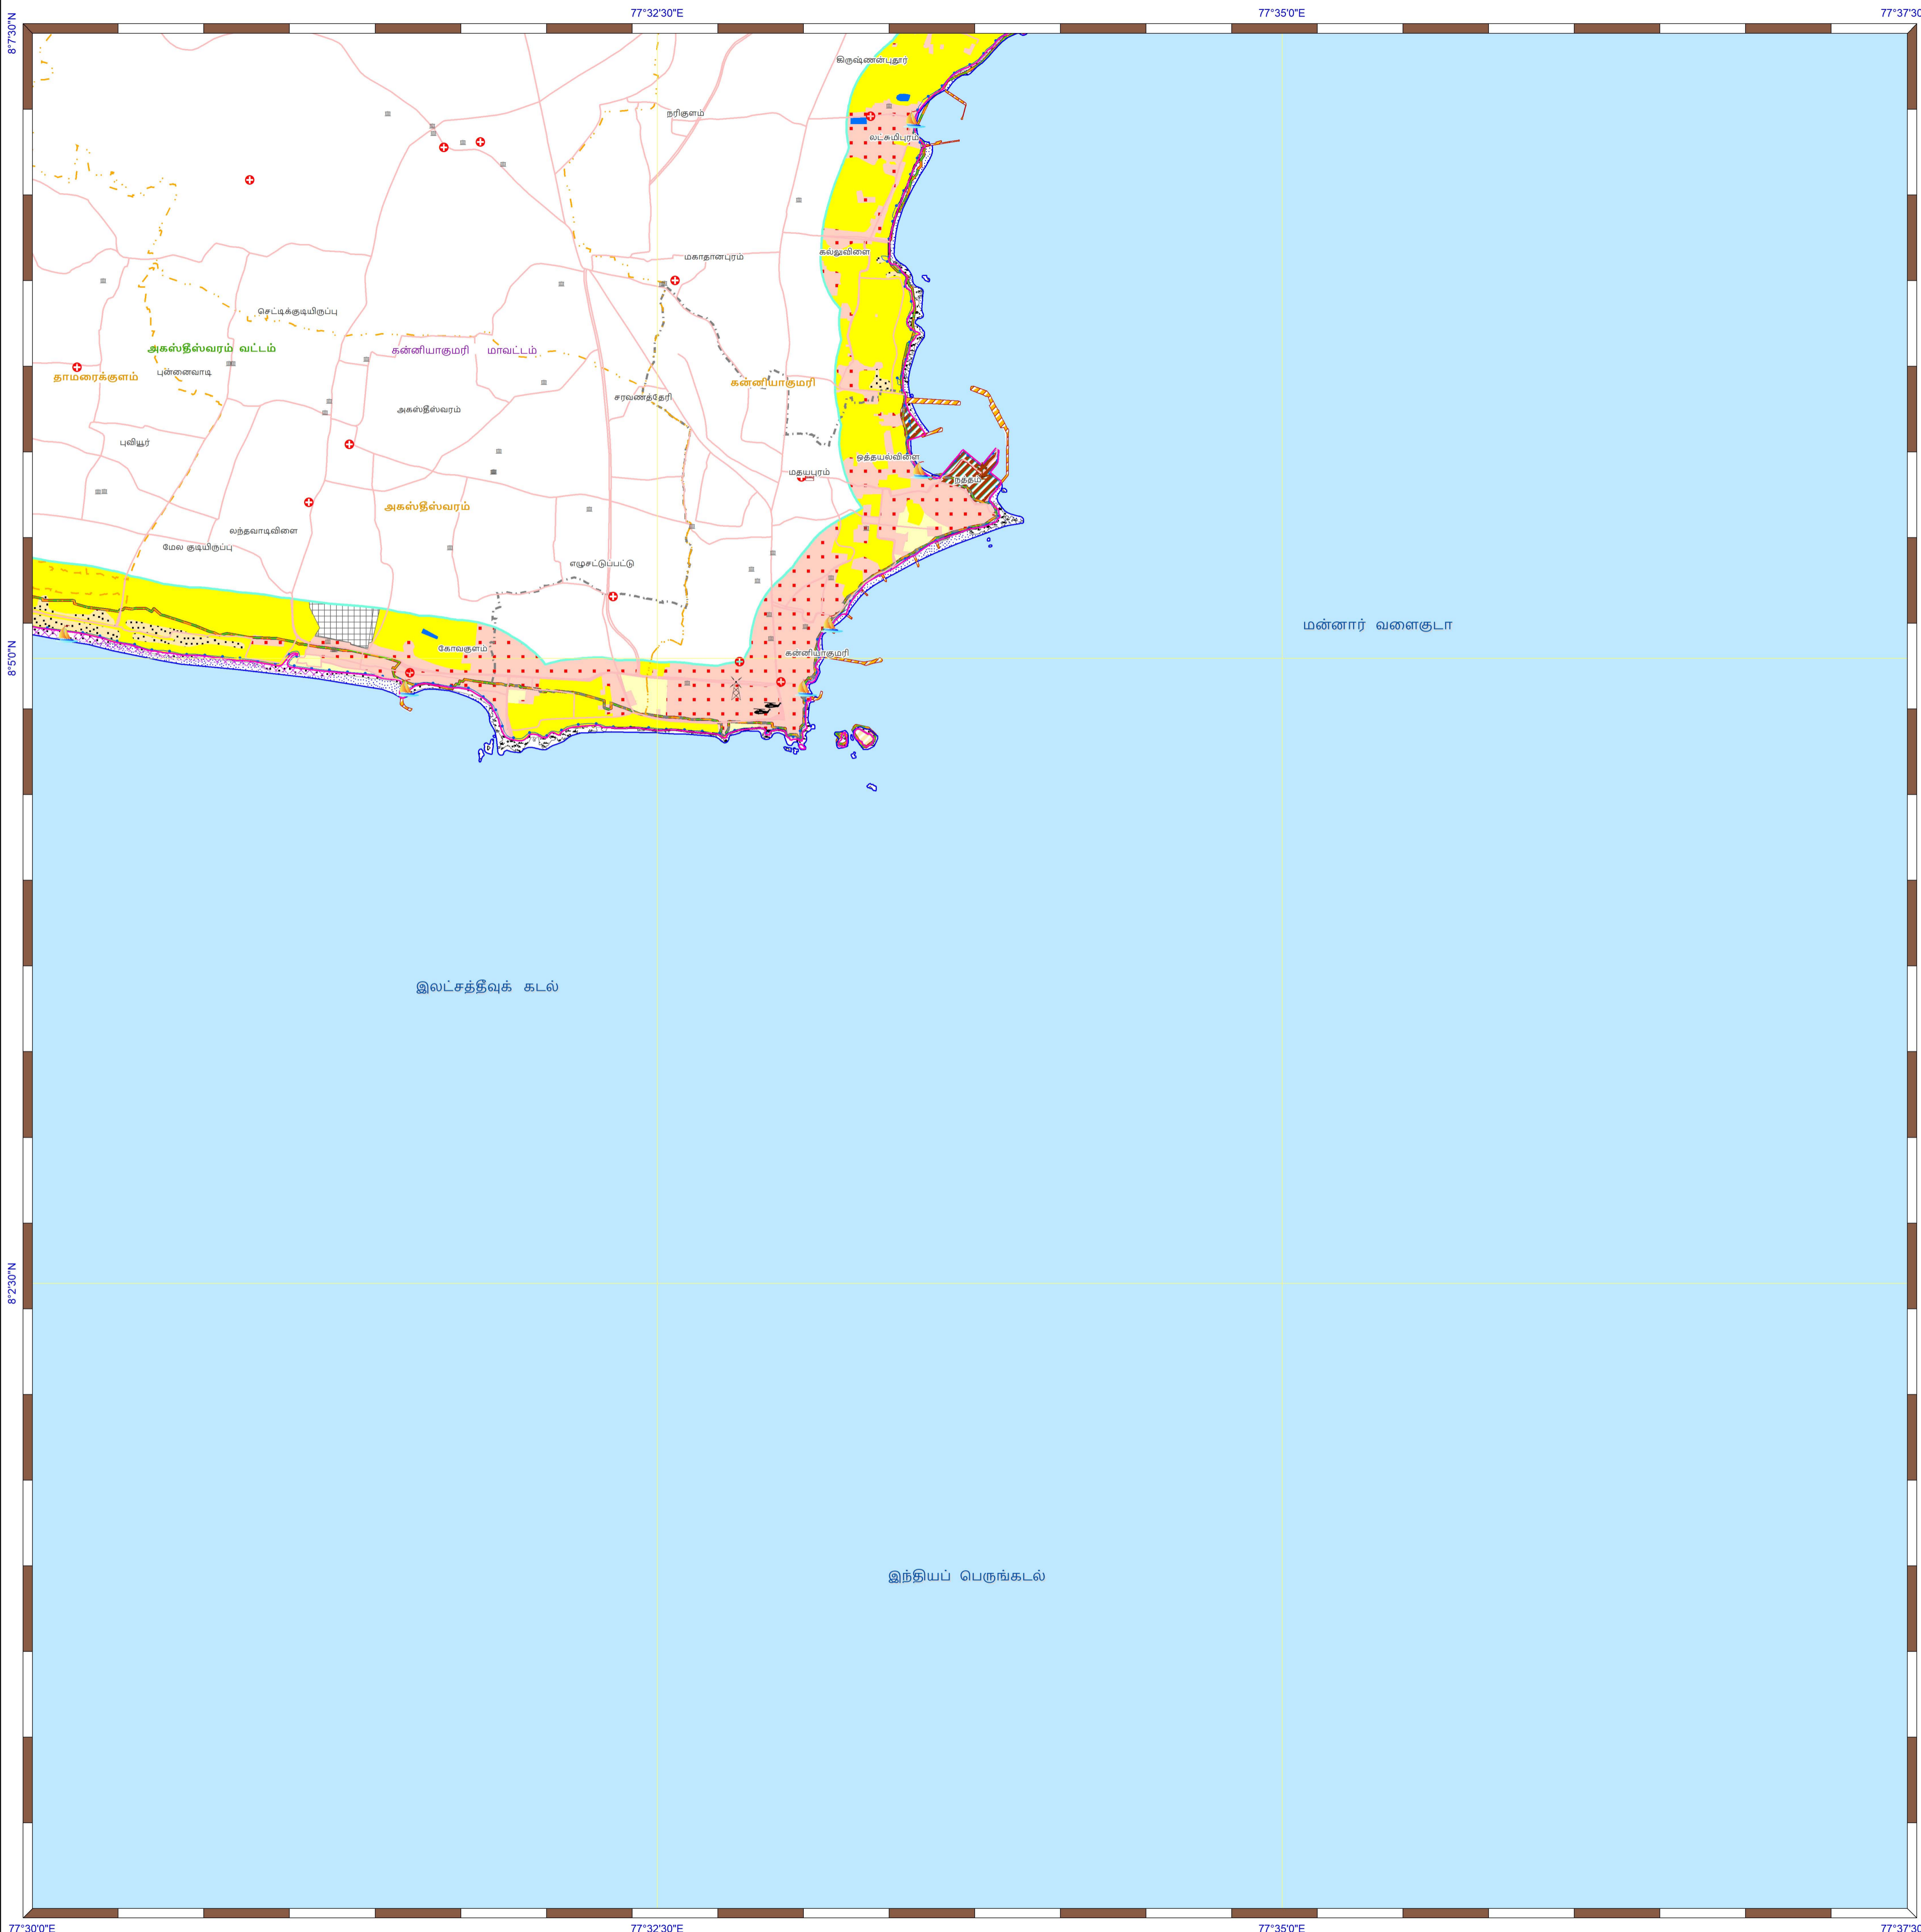 77°32'30"E
77°35'0"E
8°7'30"N
கிருஷ்ணன்புதூர்
நரிகுளம்
லட்சுமிபுரம்
கல்லுவிளை
மகாதானபுரம்
செட்டிக்குடியிருப்பு
அகஸ்தீஸ்வரம் வட்டம்
கன்னியாகுமரி மாவட்டம்
புன்னைவாடி
தாமரைக்குளம்
கன்னியாகுமரி
சரவணத்தேரி
அகஸ்தீஸ்வரம்
புவியூர்
ஒத்தயல்விளை
மதயபுரம்
நத்தம்
அகஸ்தீஸ்வரம்
லந்தவாடிவிளை
மேல குடியிருப்பு
எழுசட்டுப்பட்டு
மன்னார் வளைகுடா
கோவளம்
கன்னியாகுமரி
8°5'0"N
இலட்சத்தீவுக் கடல்
8°2'30"N
இந்தியப் பெருங்கடல்
77°30'0"E
77°32'30"E
77°35'0"E